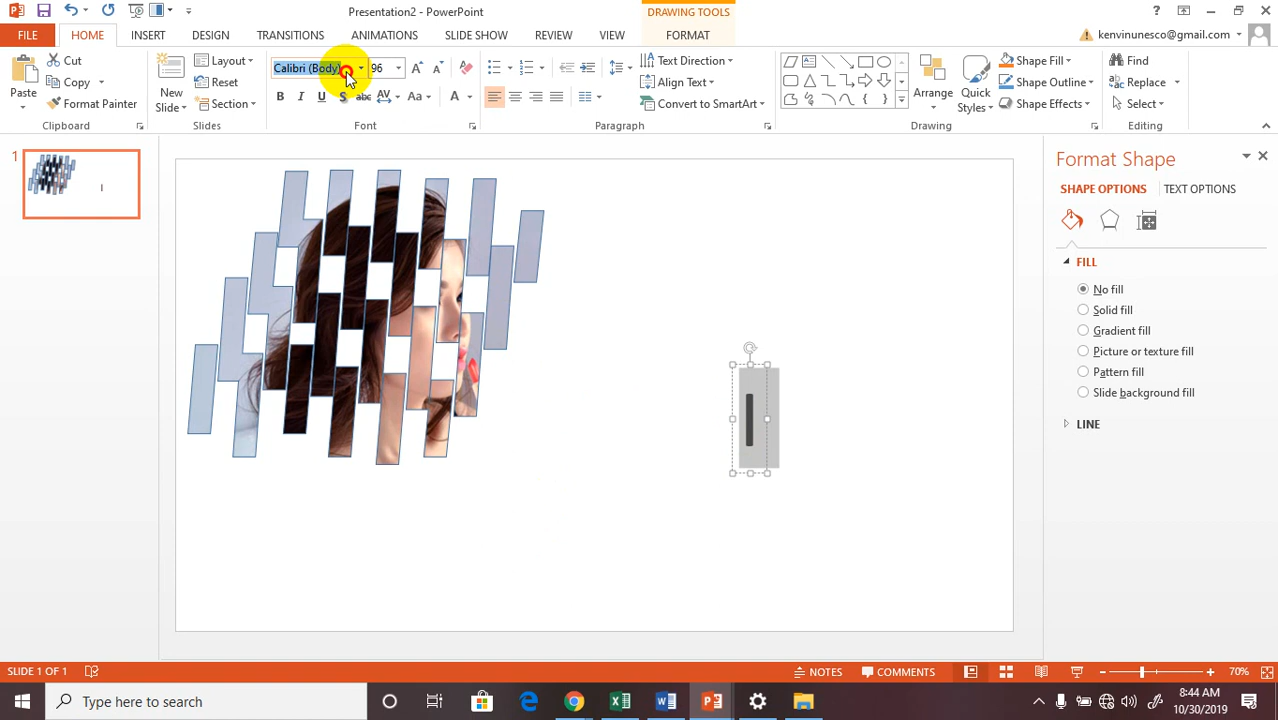 Presentation2 - PowerPoint
DRAWING TOOLS
?
FILE
HOME
INSERT
DESIGN
TRANSITIONS
ANIMATIONS
SLIDE SHOW
REVIEW
VIEW
FORMAT
kenvinunesco@gmail.com
Paste
Cut
Copy
Format Painter
Clipboard
New
Slide
Layout
Reset
Section
Slides
Calibri (Body)
96
A
A
B
I
U
S
abc
AV
Aa
A
Font
Text Direction
Align Text
Convert to SmartArt
Paragraph
Arrange
Quick
Styles
Shape Fill
Shape Outline
Shape Effects
Drawing
Find
Replace
Select
Editing
1
I
I
Format Shape
SHAPE OPTIONS
TEXT OPTIONS
FILL
No fill
Solid fill
Gradient fill
Picture or texture fill
Pattern fill
Slide background fill
LINE
SLIDE 1 OF 1
NOTES
COMMENTS
70%
Type here to search
8:44 AM
10/30/2019